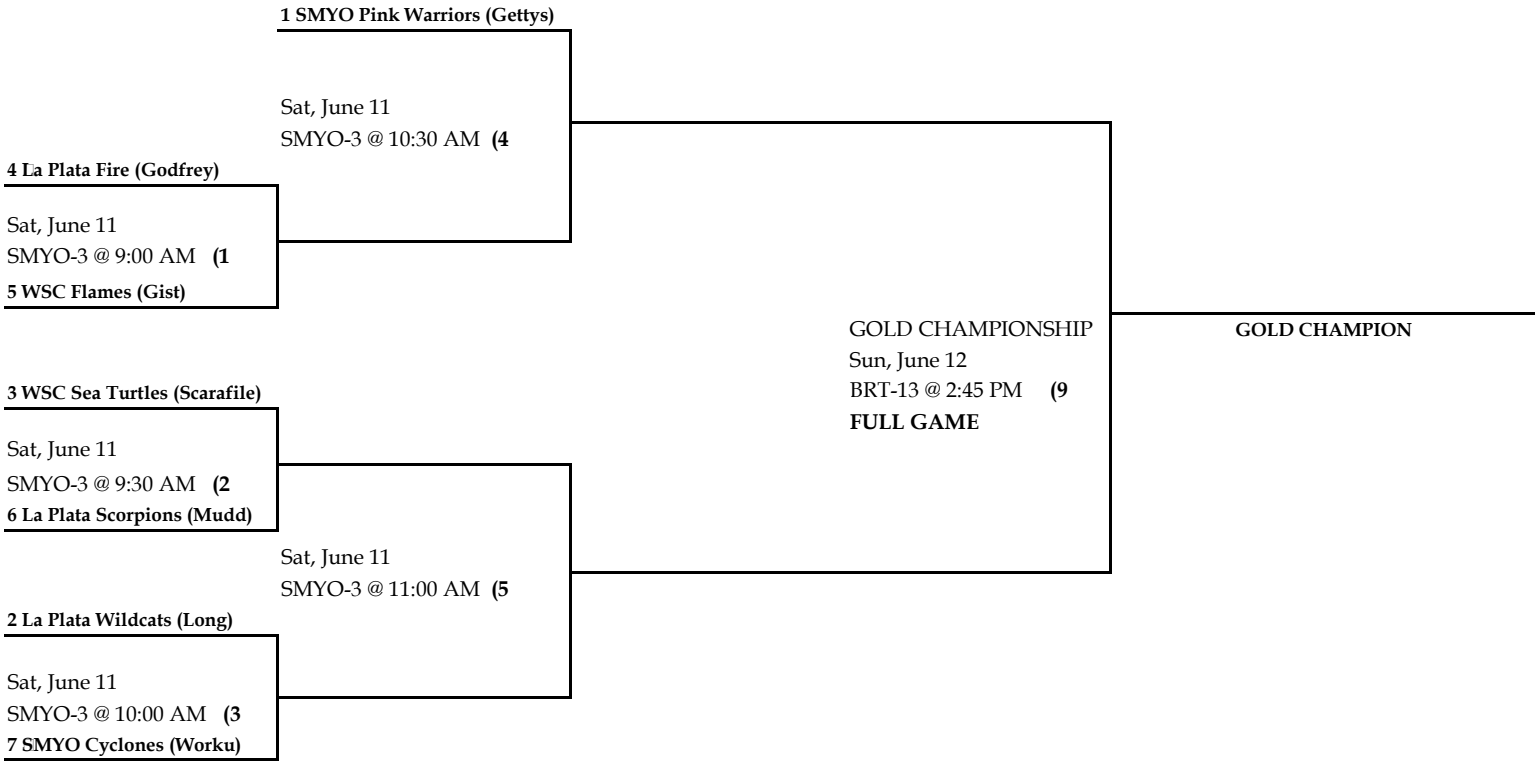 1 SMYO Pink Warriors (Gettys)
Sat, June 11
SMYO-3 @ 10:30 AM (4
4 La Plata Fire (Godfrey)
Sat, June 11
SMYO-3 @ 9:00 AM (1
5 WSC Flames (Gist)
GOLD CHAMPIONSHIP
Sun, June 12
BRT-13 @ 2:45 PM (9
FULL GAME
GOLD CHAMPION
3 WSC Sea Turtles (Scarafile)
Sat, June 11
SMYO-3 @ 9:30 AM (2
6 La Plata Scorpions (Mudd)
Sat, June 11
SMYO-3 @ 11:00 AM (5
2 La Plata Wildcats (Long)
Sat, June 11
SMYO-3 @ 10:00 AM (3
7 SMYO Cyclones (Worku)